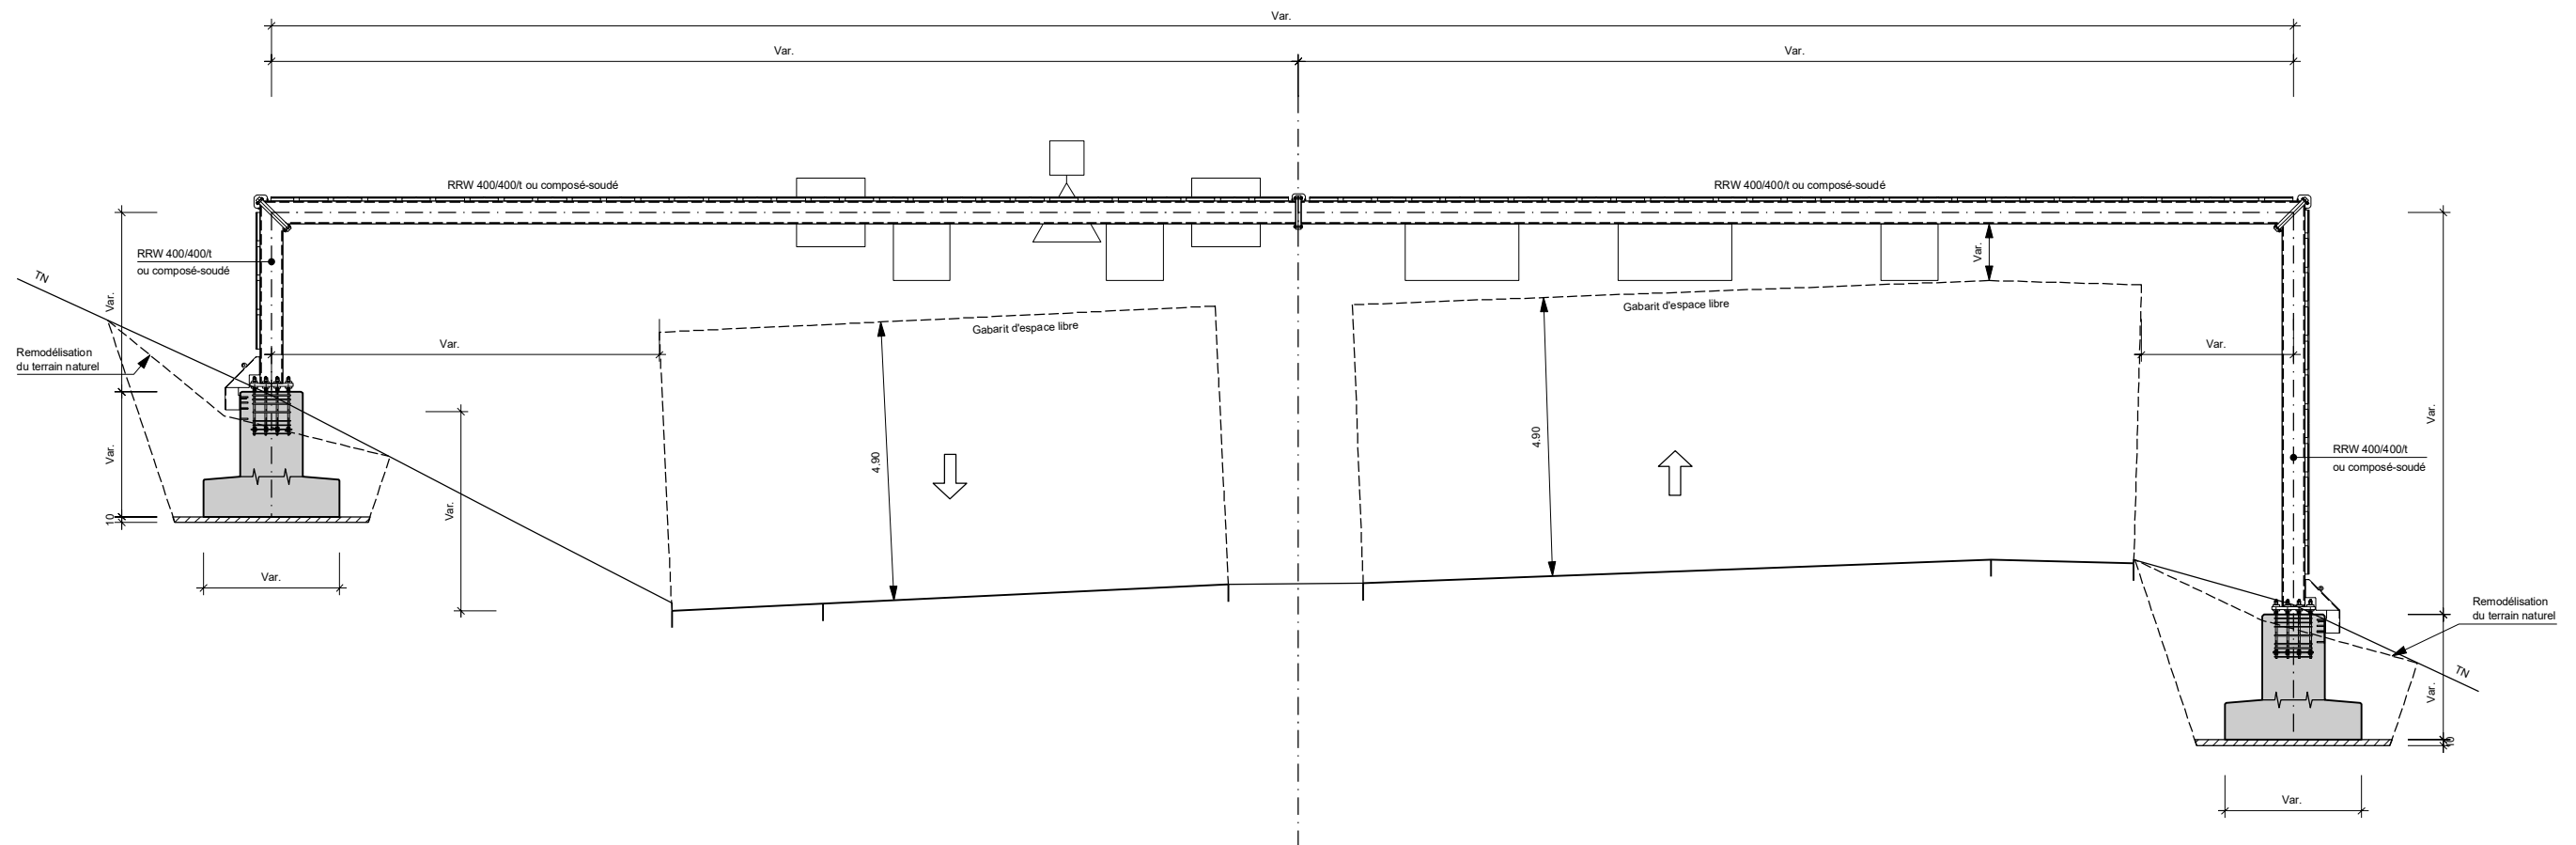 Var.
Var.
Var.
RRW 400/400/t ou composé-soudé
RRW 400/400/t ou composé-soudé
RRW 400/400/t
ou composé-soudé
Var.
TN
Var.
Gabarit d'espace libre
Gabarit d'espace libre
Var.
Var.
Remodélisation
du terrain naturel
Var.
4.90
4.90
Var.
RRW 400/400/t
ou composé-soudé
Var.
Var.
10
Var.
Remodélisation
du terrain naturel
TN
Var.
10
Var.